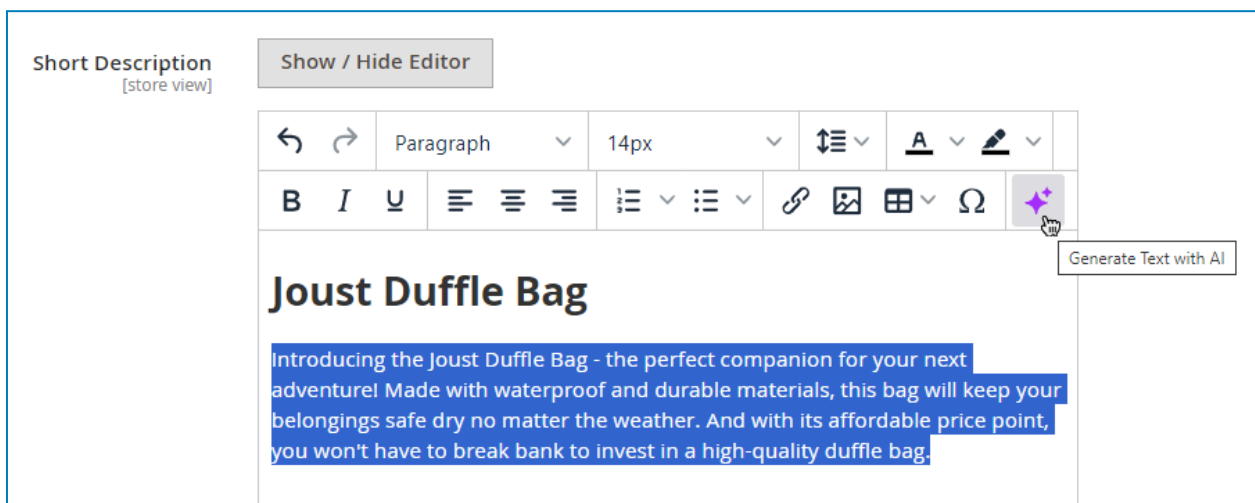 Short Description
[store view]
Show / Hide Editor
Paragraph
14px
Generate Text with AI
Joust Duffle Bag
Introducing the Joust Duffle Bag - the perfect companion for your next
adventure! Made with waterproof and durable materials, this bag will keep your
belongings safe dry no matter the weather. And with its affordable price point,
you won't have to break bank to invest in a high-quality duffle bag.